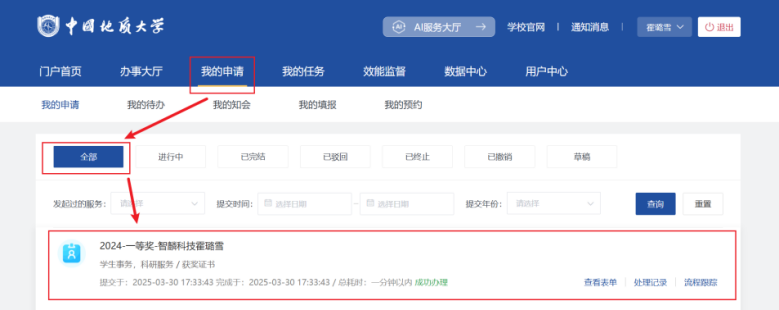 中国地质大学 AI AI服务大厅 → 学校官网 | 通知消息 | 霍璐雪 退出
门户首页 办事大厅 我的申请 我的任务 效能监督 数据中心 用户中心
我的申请 我的待办 我的知会 我的填报 我的预约
全部 进行中 已完结 已驳回 已终止 已撤销 草稿
发起过的服务: 请选择 提交时间: 选择日期 - 选择日期 提交年份: 请选择 查询 重置
2024-一等奖-智麟科技霍璐雪
学生事务，科研服务 / 获奖证书
提交于：2025-03-30 17:33:43 完成于：2025-03-30 17:33:43 / 总耗时：一分钟以内 成功办理 查看表单 | 处理记录 | 流程跟踪